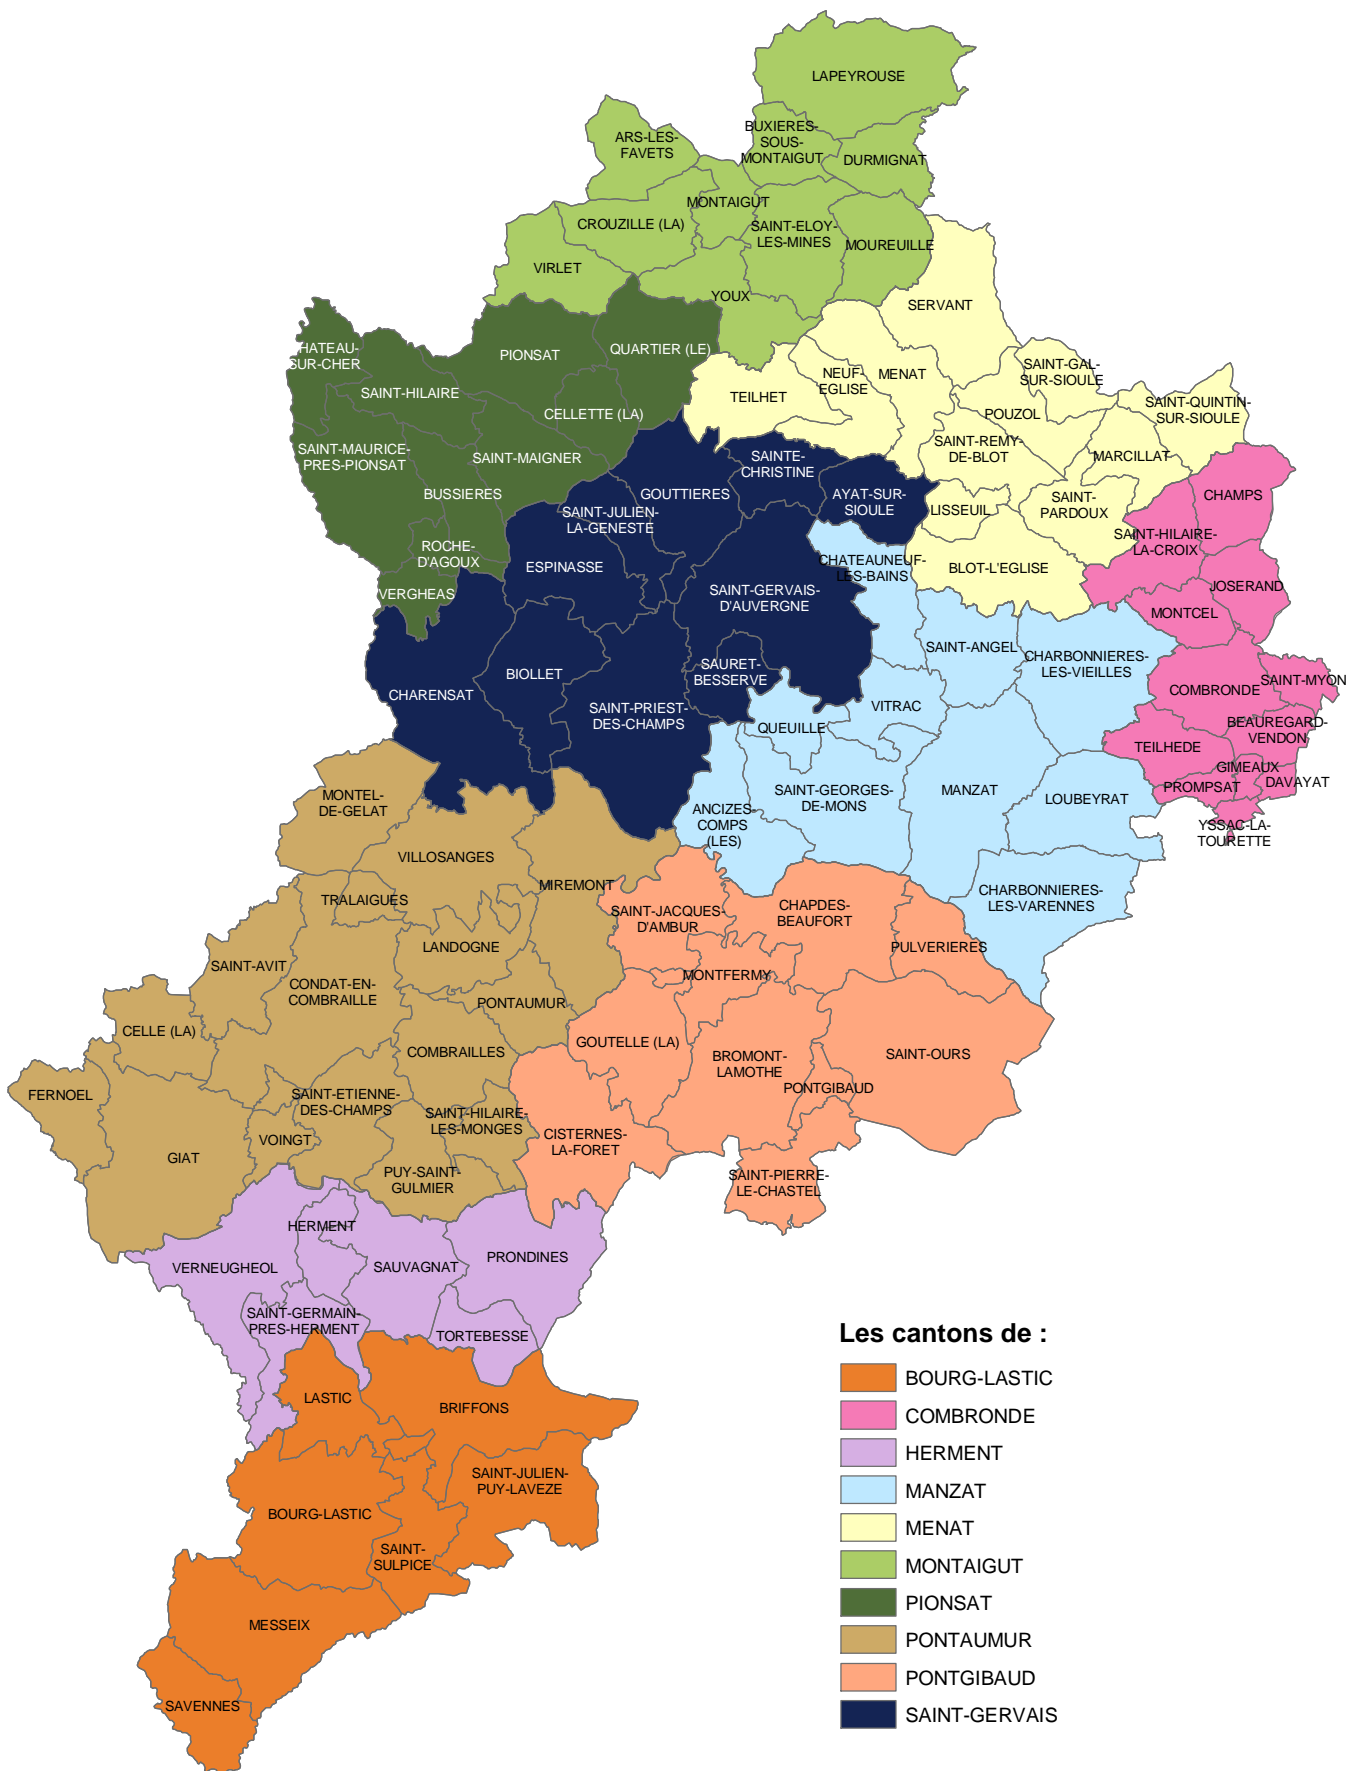 LAPEYROUSE
BUXIERES-
SOUS-
MONTAIGUT
ARS-LES-
FAVETS
DURMIGNAT
MONTAIGUT
CROUZILLE (LA)
SAINT-ELOY-
LES-MINES
MOUREUILLE
VIRLET
YOUX
SERVANT
HATEAU-
SUR-CHER
PIONSAT
QUARTIER (LE)
SAINT-HILAIRE
CELLETTE (LA)
TEILHET
NEUF-
EGLISE
MENAT
SAINT-GAL-
SUR-SIOULE
POUZOL
SAINT-QUINTIN-
SUR-SIOULE
SAINT-MAURICE-
PRES-PIONSAT
SAINT-MAIGNER
BUSSIERES
SAINTE-
CHRISTINE
SAINT-REMY-
DE-BLOT
MARCILLAT
GOUTTIERES
AYAT-SUR-
SIOULE
LISSEUIL
SAINT-
PARDOUX
CHAMPS
SAINT-JULIEN-
LA-GENESTE
SAINT-HILAIRE-
LA-CROIX
ROCHE-
D'AGOUX
ESPINASSE
CHATEAUNEUF-
LES-BAINS
BLOT-L'EGLISE
VERGHEAS
SAINT-GERVAIS-
D'AUVERGNE
JOSERAND
MONTCEL
SAINT-ANGEL
CHARBONNIERES-
LES-VIEILLES
BIOLLET
SAURET-
BESSERVE
CHARENSAT
COMBRONDE
SAINT-MYON
SAINT-PRIEST-
DES-CHAMPS
VITRAC
QUEUILLE
BEAUREGARD-
VENDON
TEILHEDE
GIMEAUX
DAVAYAT
PROMPSAT
MONTEL-
DE-GELAT
ANCIZES-
COMPS
(LES)
SAINT-GEORGES-
DE-MONS
MANZAT
LOUBEYRAT
YSSAC-LA-
TOURETTE
VILLOSANGES
MIREMONT
TRALAIGUES
SAINT-JACQUES-
D'AMBUR
CHAPDES-
BEAUFORT
CHARBONNIERES-
LES-VARENNES
LANDOGNE
PULVERIERES
SAINT-AVIT
CONDAT-EN-
COMBRAILLE
MONTFERMY
PONTAUMUR
CELLE (LA)
COMBRAILLES
GOUTELLE (LA)
SAINT-OURS
BROMONT-
LAMOTHE
PONTGIBAUD
FERNOEL
SAINT-ETIENNE-
DES-CHAMPS
SAINT-HILAIRE-
LES-MONGES
VOINGT
CISTERNES-
LA-FORET
GIAT
PUY-SAINT-
GULMIER
SAINT-PIERRE-
LE-CHASTEL
HERMENT
PRONDINES
VERNEUGHEOL
SAUVAGNAT
SAINT-GERMAIN-
PRES-HERMENT
TORTEBESSE
LASTIC
BRIFFONS
SAINT-JULIEN-
PUY-LAVEZE
BOURG-LASTIC
SAINT-
SULPICE
MESSEIX
SAVENNES
Les cantons de :
BOURG-LASTIC
COMBRONDE
HERMENT
MANZAT
MENAT
MONTAIGUT
PIONSAT
PONTAUMUR
PONTGIBAUD
SAINT-GERVAIS